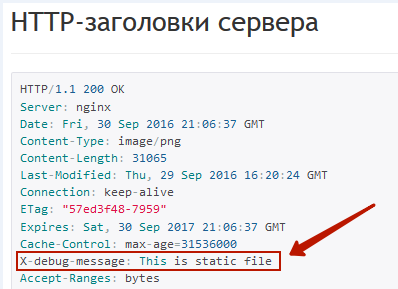 HTTP-заголовки сервера
HTTP/1.1 200 OK
Server: nginx
Date: Fri, 30 Sep 2016 21:06:37 GMT
Content-Type: image/png
Content-Length: 31065
Last-Modified: Thu, 29 Sep 2016 16:20:24 GMT
Connection: keep-alive
ETag: "57ed3f48-7959"
Expires: Sat, 30 Sep 2017 21:06:37 GMT
Cache-Control: max-age=31536000
X-debug-message: This is static file
Accept-Ranges: bytes